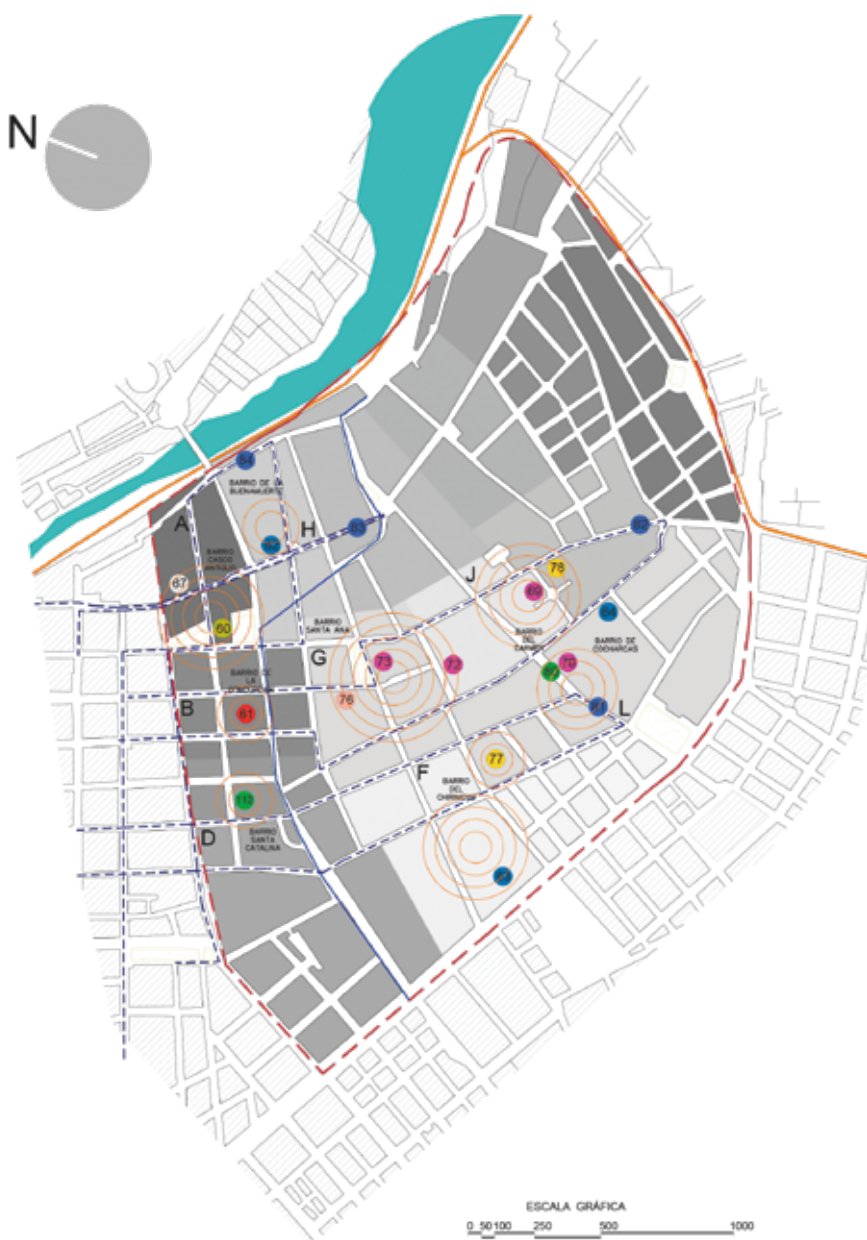 N
84
BARRIO DE LA
BUENAMUERTE
A
H
83
82
BARRIO
CASCO
J
78
67
69
60
BARRIO
SANTA ANA
BARRIO
DEL
CARMEN
BARRIO DE
COCHARCAS
G
73
72
70
BARRIO DE
LA
76
B
61
81
L
77
F
BARRIO
DEL
112
D
BARRIO
SANTA
CATALINA
ESCALA GRÁFICA
0 50 100 250 500 1000